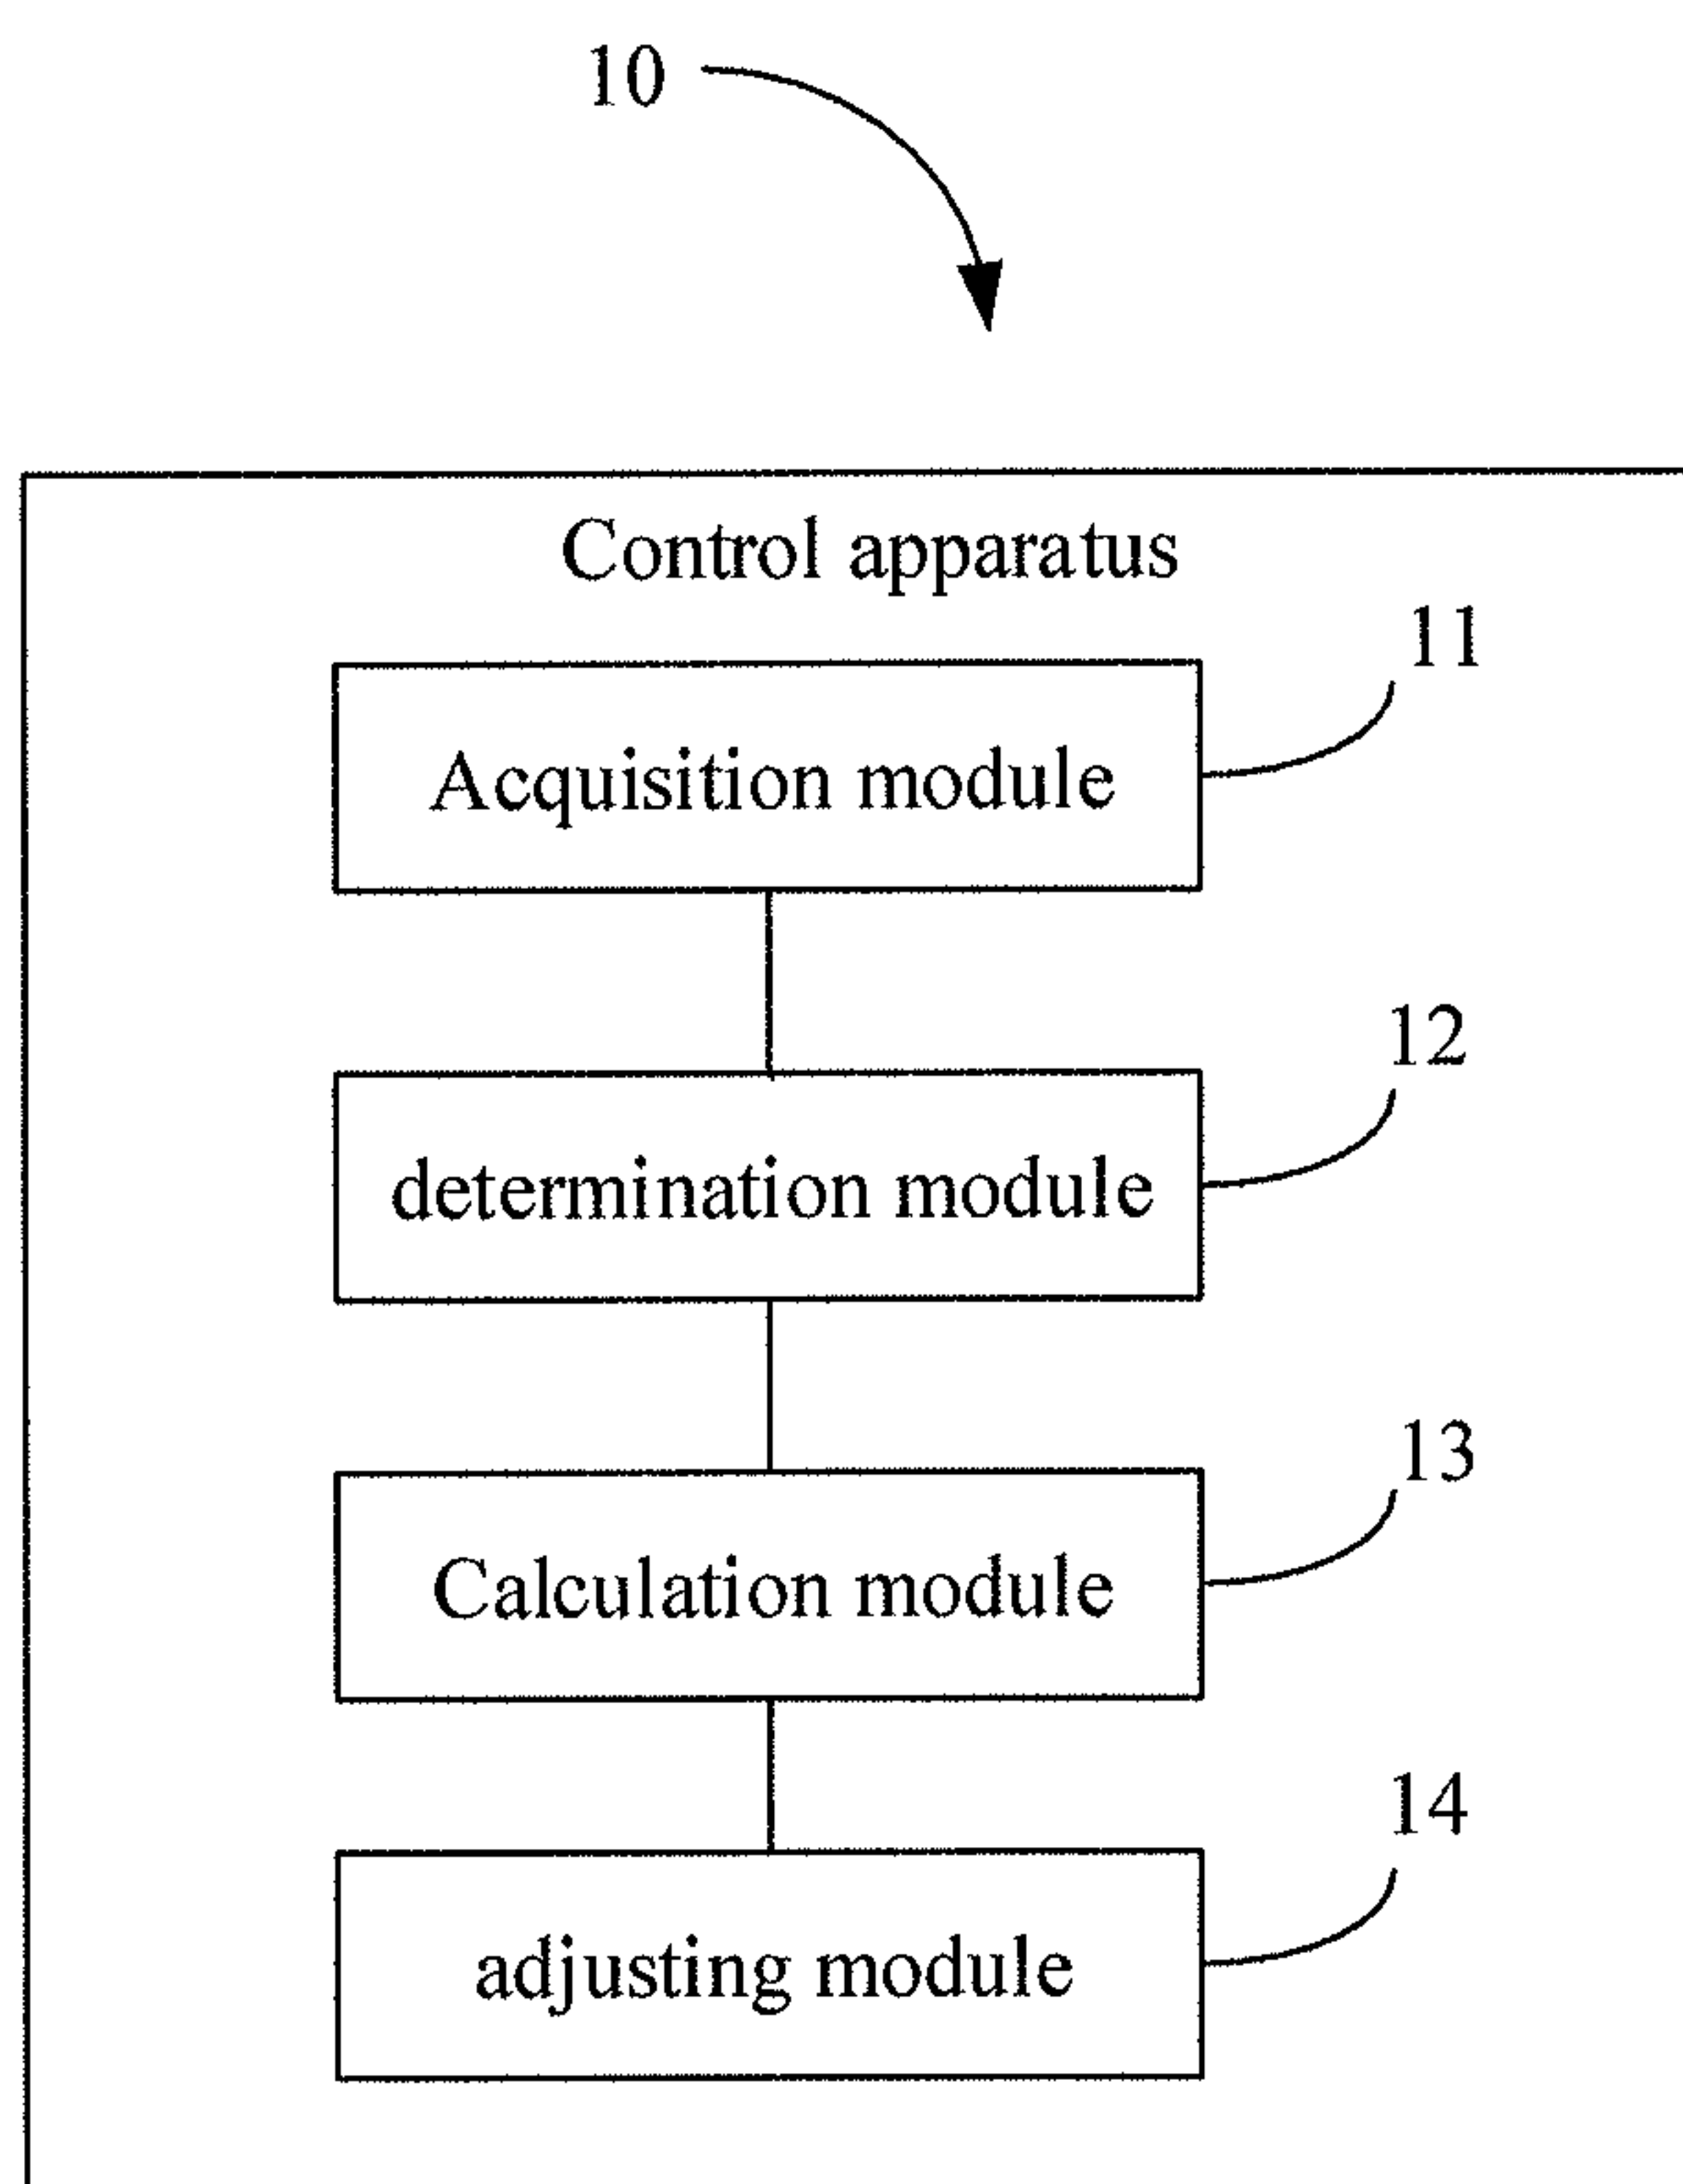 10
Control apparatus
11
Acquisition module
12
determination module
13
Calculation module
14
adjusting module